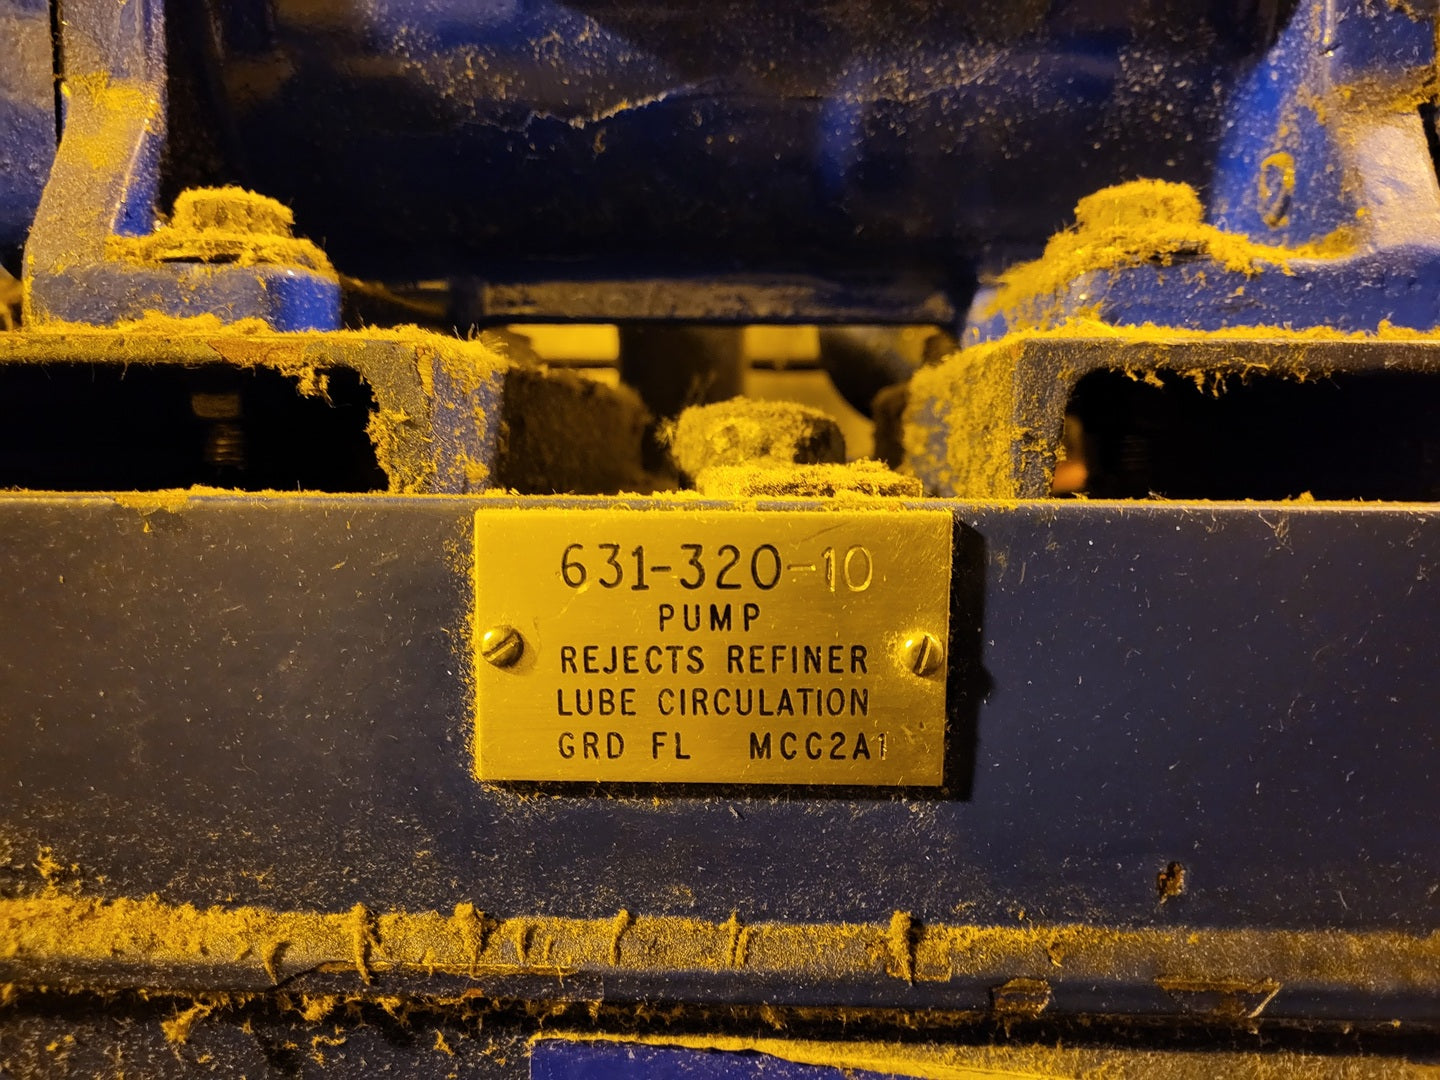 631-320-10
PUMP
REJECTS REFINER
LUBE CIRCULATION
GRD FL MCC2A1